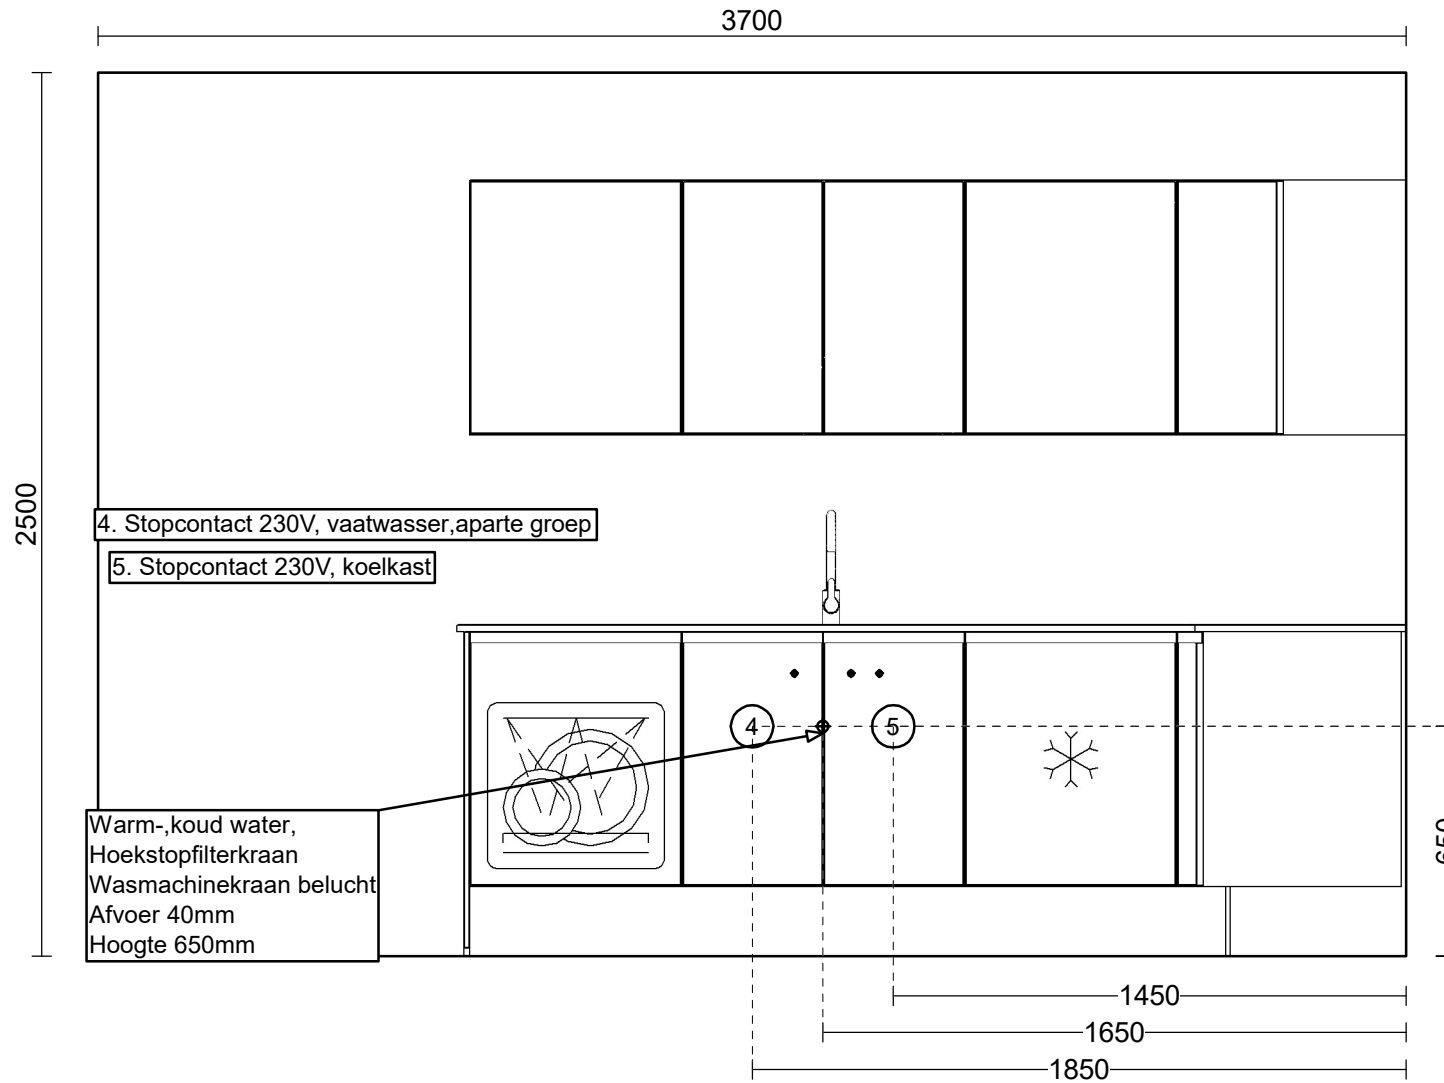 3700
2500
4. Stopcontact 230V, vaatwasser,aparte groep
5. Stopcontact 230V, koelkast
4
5
Warm-,koud water,
Hoekstopfilterkraan
Wasmachinekraan belucht
Afvoer 40mm
Hoogte 650mm
650
1450
1650
1850